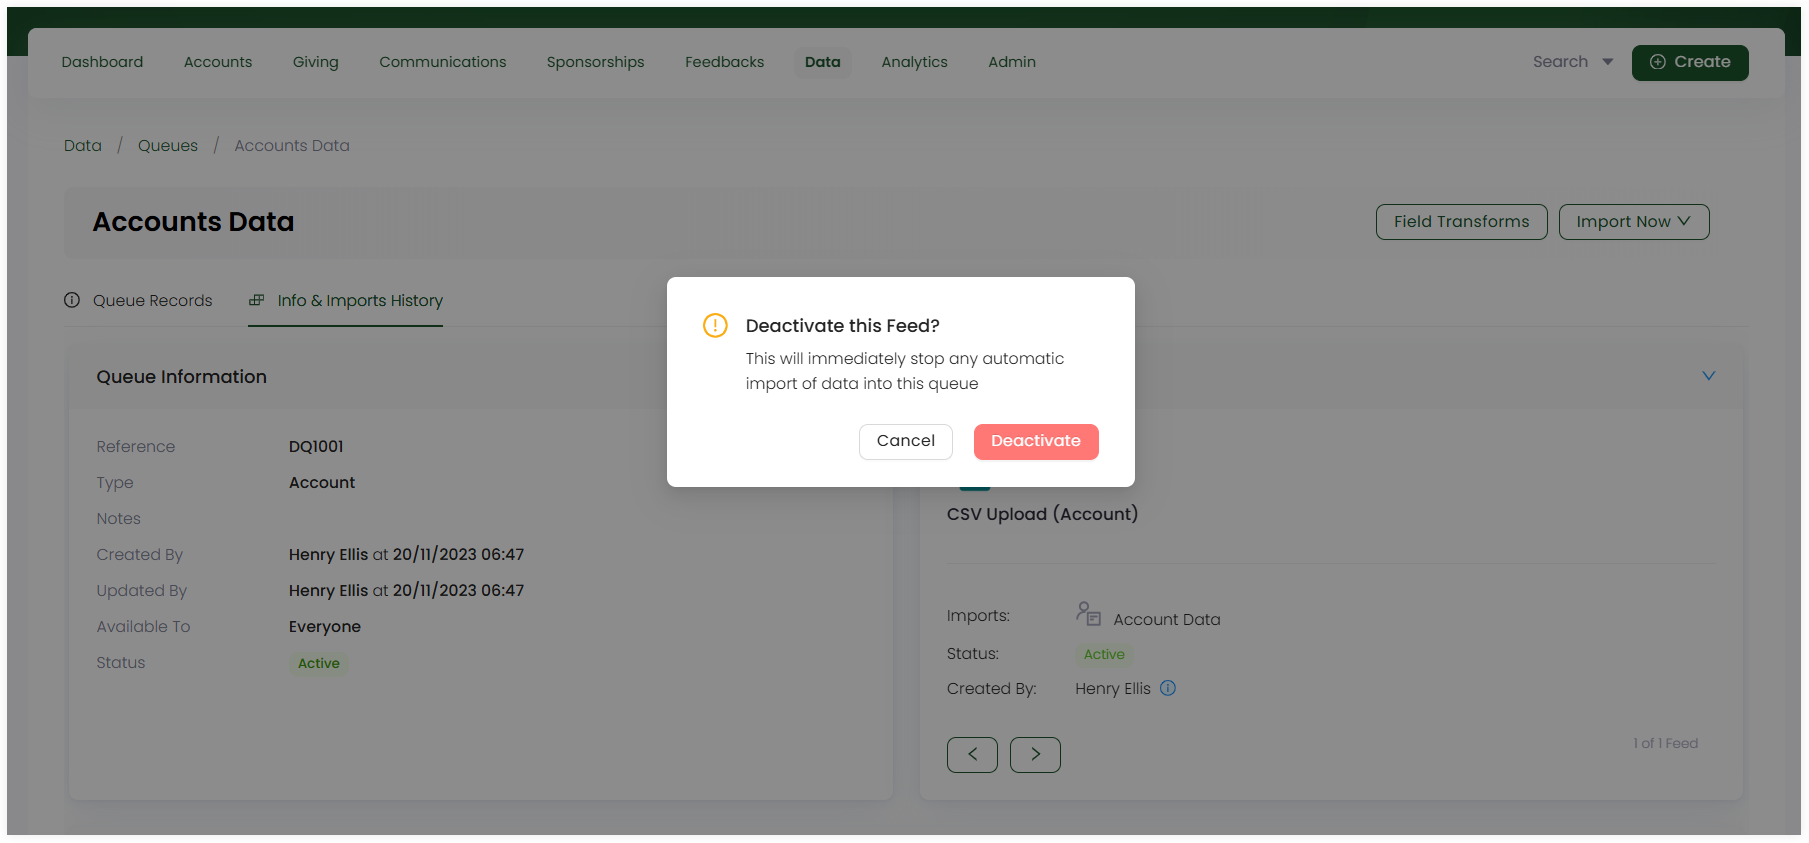 Dashboard Accounts Giving Communications Sponsorships Feedbacks Data Analytics Admin Search Create
Data / Queues / Accounts Data
Accounts Data
Field Transforms Import Now
Queue Records Info & Imports History
Queue Information
Reference DQ1001
Type Account
Notes
Created By Henry Ellis at 20/11/2023 06:47
Updated By Henry Ellis at 20/11/2023 06:47
Available To Everyone
Status Active
Deactivate this Feed?
This will immediately stop any automatic
import of data into this queue
Cancel Deactivate
CSV Upload (Account)
Imports: Account Data
Status: Active
Created By: Henry Ellis
< >
1 of 1 Feed